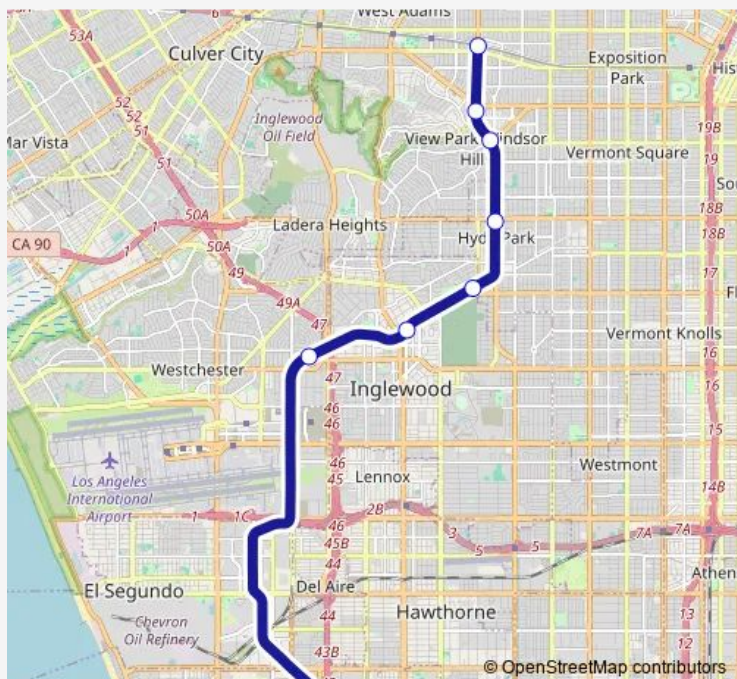 West Adams
53A
Culver City
Exposition
Park
52
52
51
51
Mar Vista
Inglewood
Oil Field
19B
19
View Park Windsor
Hill
Vermont Square
50A
50A
1
1
CA 90
Ladera Heights
Hyde Park
18B
18B
49
49A
47
17
Vermont Knolls
16
16
Westchester
47
Inglewood
46
46
46
45
15
Los Angeles
International
Airport
Lennox
Westmont
14B
1
1C
46
2B
3
5
5
7A
7A
45B
44
El Segundo
Del Aire
44
Athen
Chevron
Oil Refinery
Hawthorne
13
12
43B
© OpenStreetMap contributors